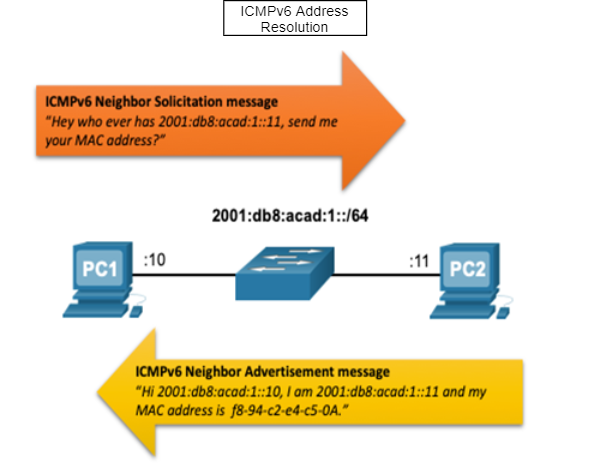 ICMPv6 Address
Resolution
ICMPv6 Neighbor Solicitation message
“Hey who ever has 2001:db8:acad:1::11, send me
your MAC address?”
2001:db8:acad:1::/64
PC1
:10
:11
PC2
ICMPv6 Neighbor Advertisement message
“Hi 2001:db8:acad:1::10, I am 2001:db8:acad:1::11 and my
MAC address is f8-94-c2-e4-c5-0A.”